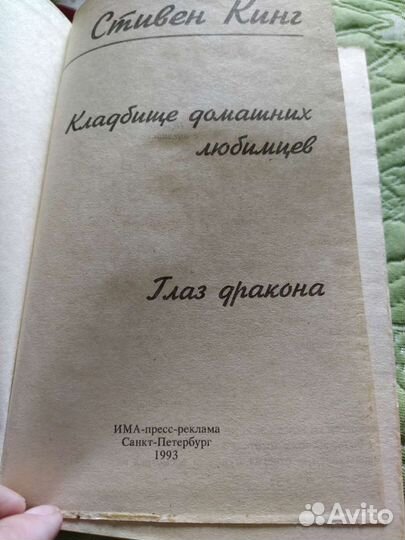 Стивен Кинг
Кладбище домашних
любимцев
Глаз дракона
ИМА-пресс-реклама
Санкт-Петербург
1993
Avito